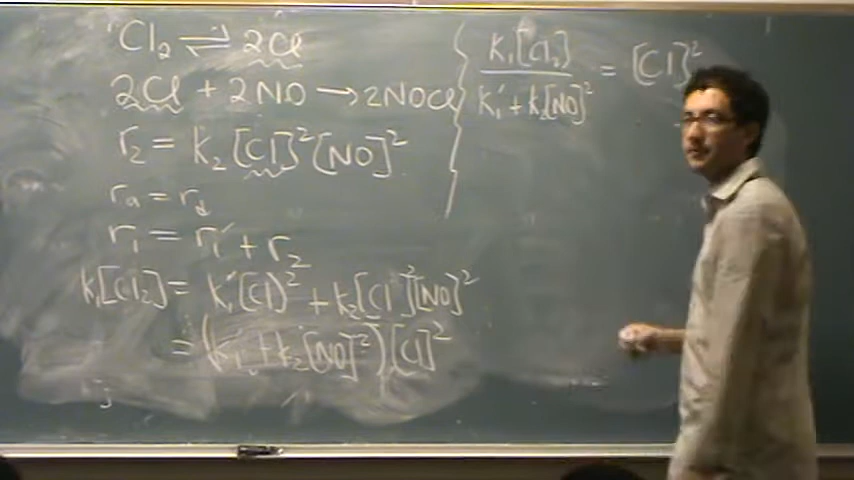 Cl₂ ⇌ 2Cl
2Cl + 2NO → 2NOCl
r₂ = k₂[Cl]²[NO]²
rₐ = r_d
r₁ = r₁' + r₂
k₁[Cl₂] = k₁'[Cl]² + k₂[Cl]²[NO]²
= (k₁' + k₂[NO]²)[Cl]²
k₁[Cl₂] / k₁' + k₂[NO]² = [Cl]²